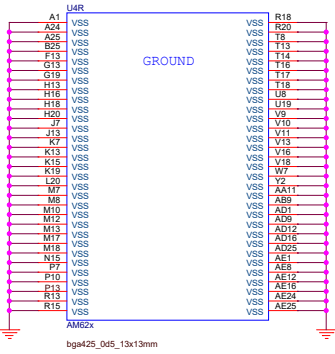 U4R
GROUND
A1 VSS VSS R18
A24 VSS VSS R20
A25 VSS VSS T8
B25 VSS VSS T13
F13 VSS VSS T14
G13 VSS VSS T16
G19 VSS VSS T17
H13 VSS VSS T18
H16 VSS VSS U8
H18 VSS VSS U19
H20 VSS VSS V9
J7 VSS VSS V10
J13 VSS VSS V11
K7 VSS VSS V13
K13 VSS VSS V16
K15 VSS VSS V18
K19 VSS VSS W7
L20 VSS VSS Y2
M7 VSS VSS AA11
M8 VSS VSS AB9
M10 VSS VSS AD1
M12 VSS VSS AD9
M13 VSS VSS AD12
M17 VSS VSS AD16
M18 VSS VSS AD25
N15 VSS VSS AE1
P7 VSS VSS AE8
P10 VSS VSS AE12
P13 VSS VSS AE16
R13 VSS VSS AE24
R15 VSS VSS AE25
AM62x
bga425_0d5_13x13mm